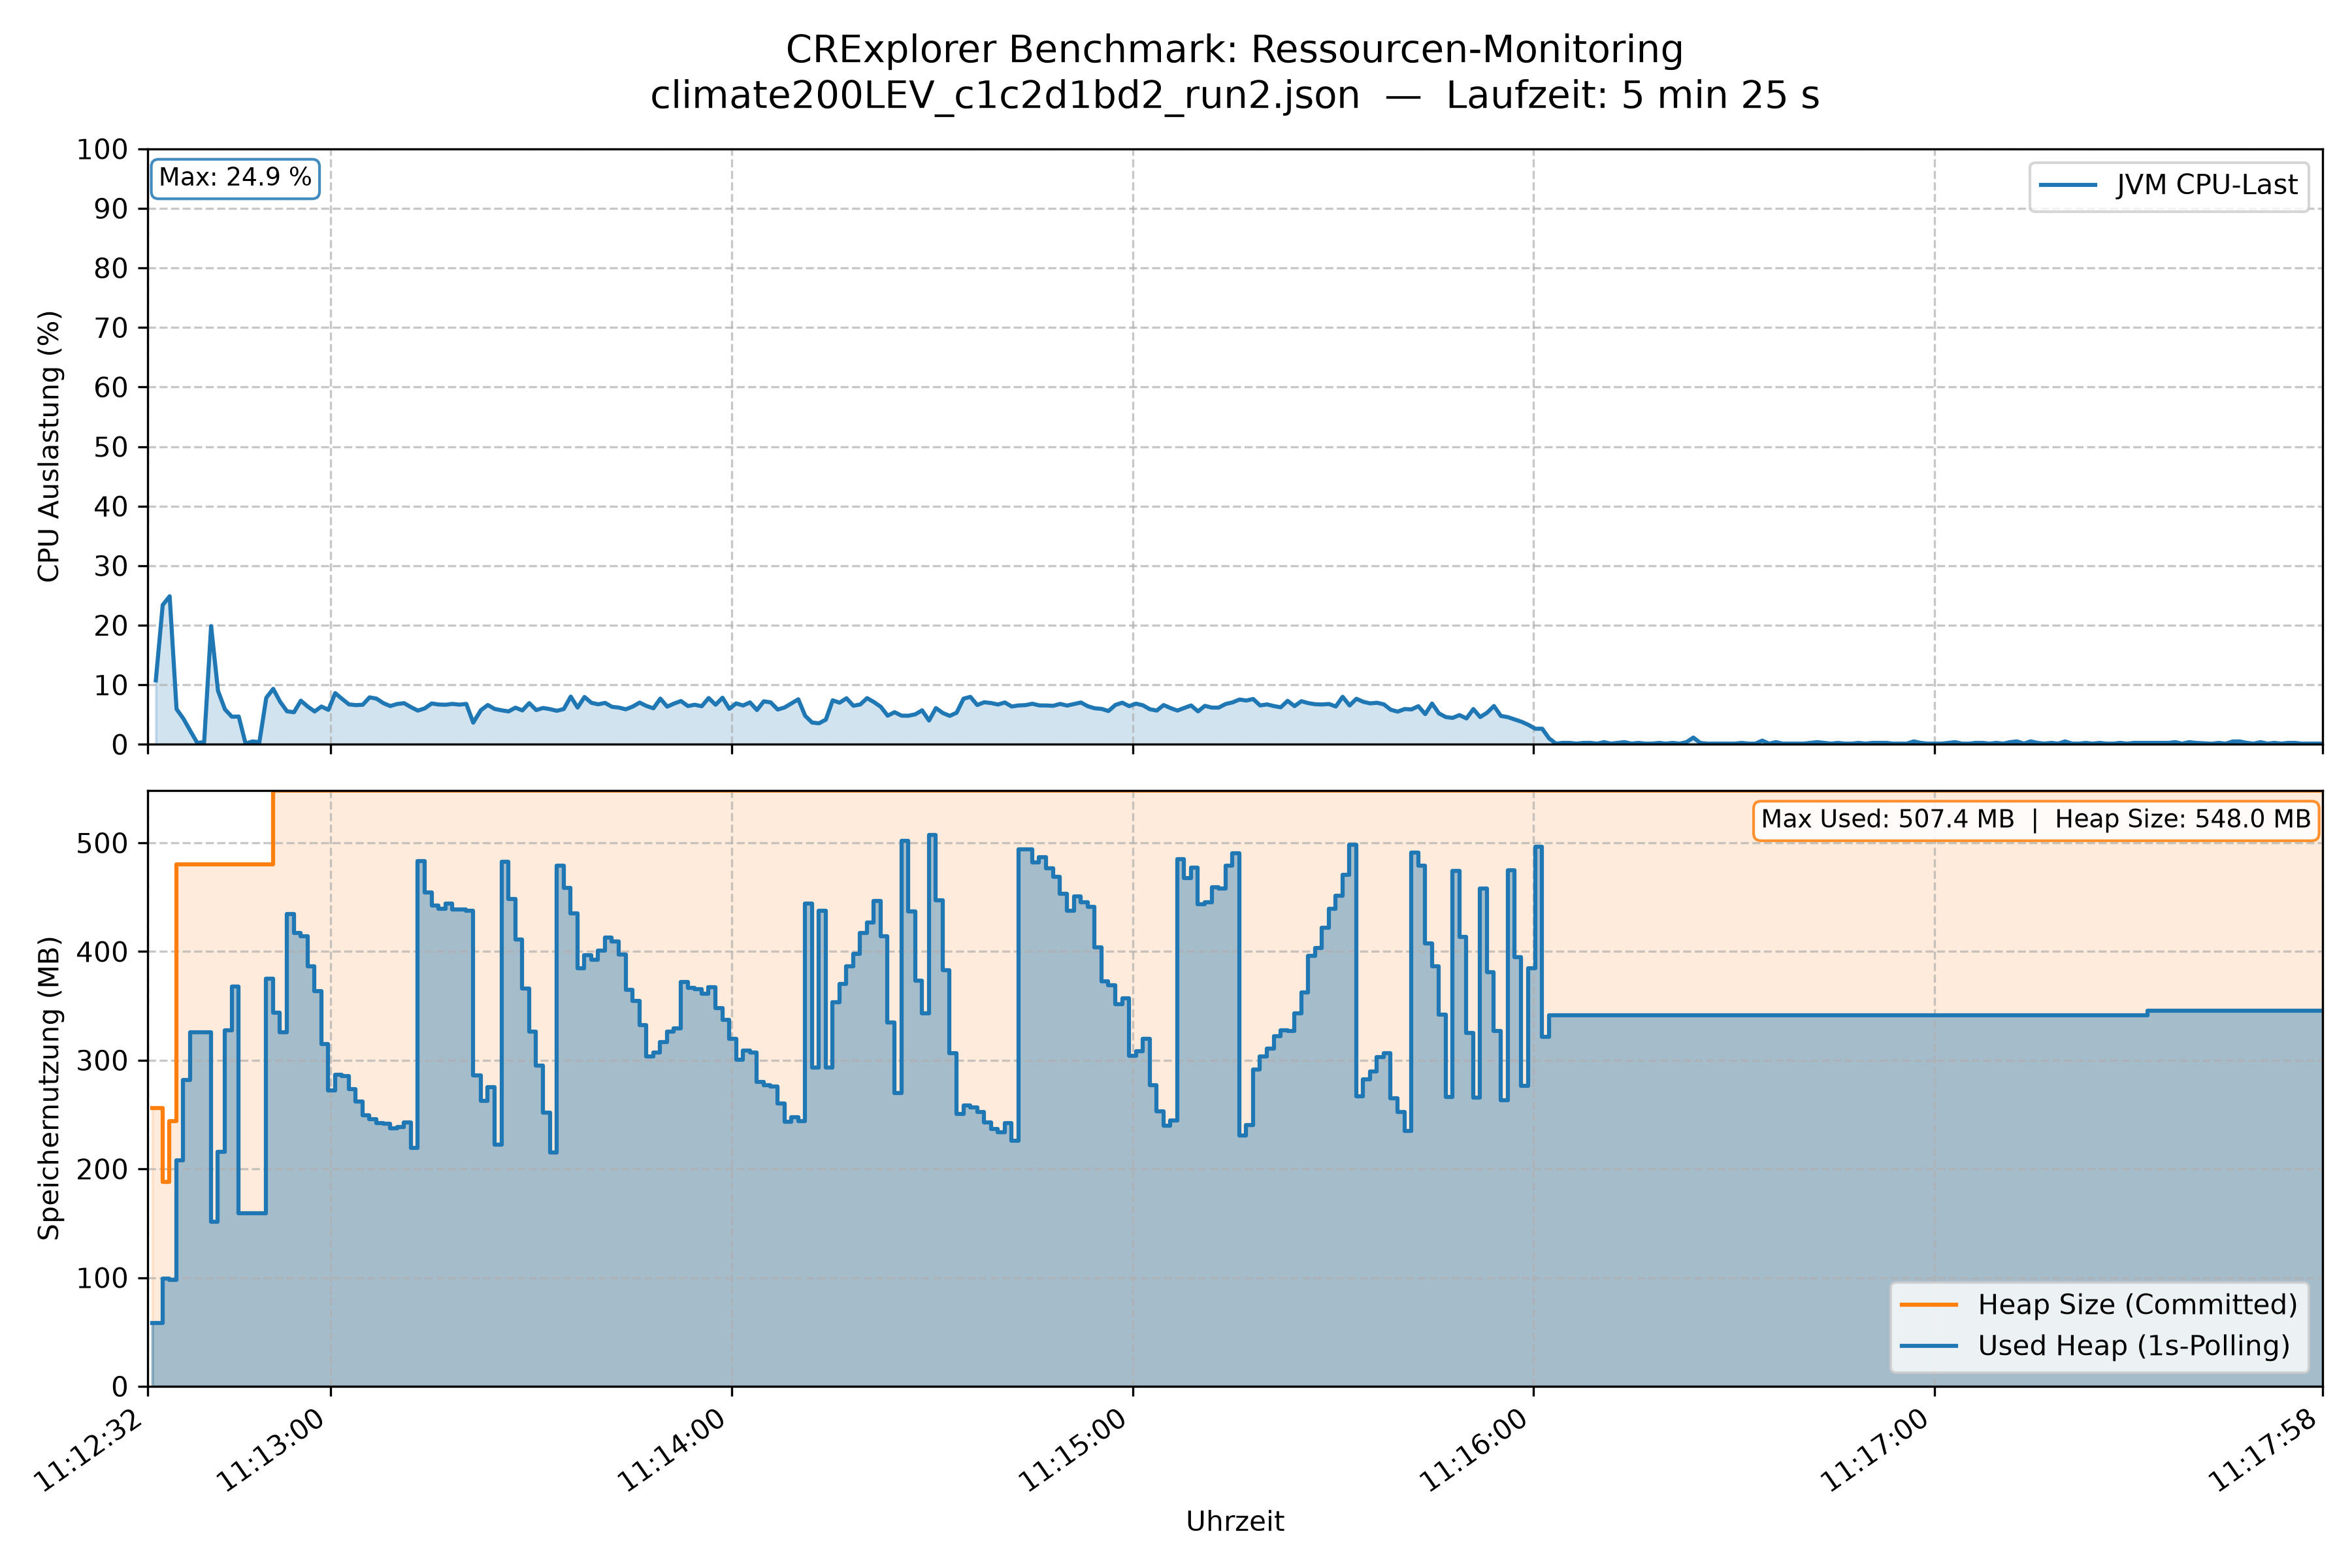 CRExplorer Benchmark: Ressourcen-Monitoring
climate200LEV_c1c2d1bd2_run2.json — Laufzeit: 5 min 25 s
Max: 24.9 %
JVM CPU-Last
CPU Auslastung (%)
100
90
80
70
60
50
40
30
20
10
0
Max Used: 507.4 MB | Heap Size: 548.0 MB
Speichernutzung (MB)
500
400
300
200
100
0
Heap Size (Committed)
Used Heap (1s-Polling)
11:12:32
11:13:00
11:14:00
11:15:00
11:16:00
11:17:00
11:17:58
Uhrzeit